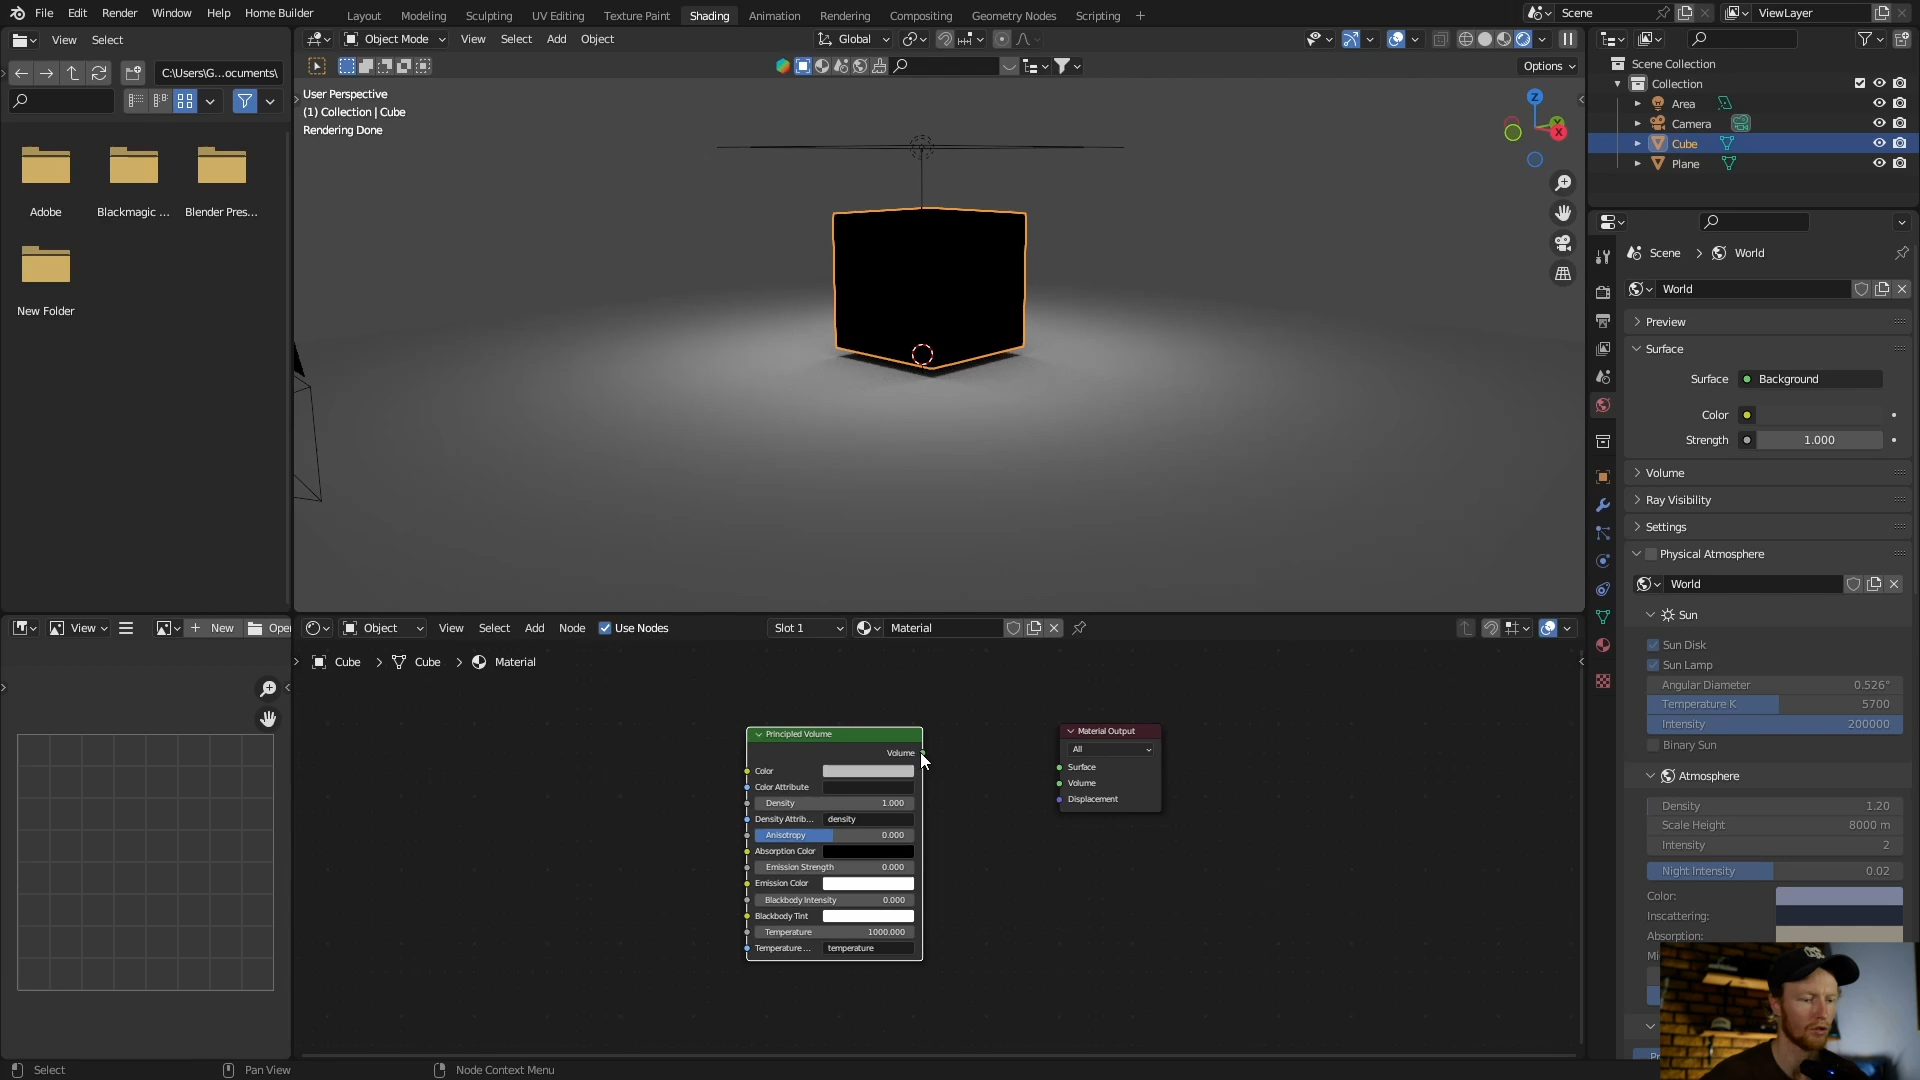 File Edit Render Window Help Home Builder
Layout Modeling Sculpting UV Editing Texture Paint Shading Animation Rendering Compositing Geometry Nodes Scripting +
Scene
ViewLayer
View Select
Object Mode View Select Add Object
Global
C:\Users\G...ocuments\
Options
User Perspective
(1) Collection | Cube
Rendering Done
Z
Y
X
Adobe
Blackmagic ...
Blender Pres...
New Folder
Scene Collection
Collection
Area
Camera
Cube
Plane
Scene > World
World
Preview
Surface
Surface Background
Color
Strength 1.000
Volume
Ray Visibility
Settings
Physical Atmosphere
World
Sun
Sun Disk
Sun Lamp
Angular Diameter 0.526°
Temperature K 5700
Intensity 200000
Binary Sun
Atmosphere
Density 1.20
Scale Height 8000 m
Intensity 2
Night Intensity 0.02
Color:
Inscattering:
Absorption:
View
New
Object View Select Add Node Use Nodes
Slot 1
Material
Cube > Cube > Material
Principled Volume
Volume
Color
Color Attribute
Density 1.000
Density Attrib... density
Anisotropy 0.000
Absorption Color
Emission Strength 0.000
Emission Color
Blackbody Intensity 0.000
Blackbody Tint
Temperature 1000.000
Temperature ... temperature
Material Output
All
Surface
Volume
Displacement
Select
Pan View
Node Context Menu